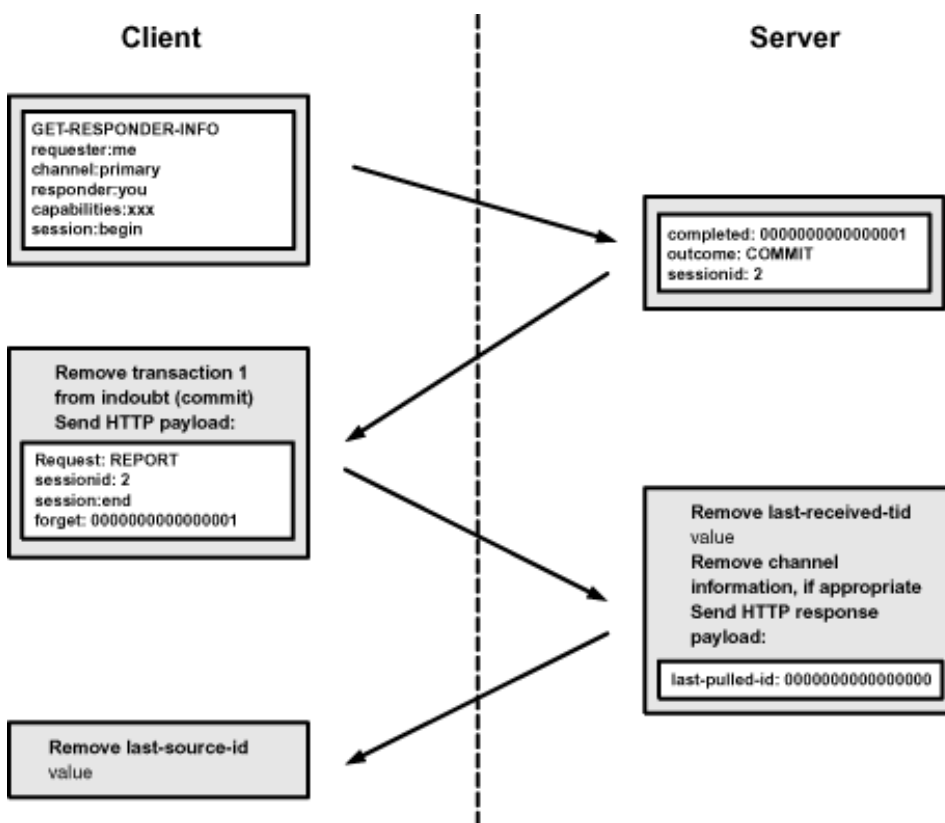 Client
Server
GET-RESPONDER-INFO
requester:me
channel:primary
responder:you
capabilities:xxx
session:begin
completed: 0000000000000001
outcome: COMMIT
sessionid: 2
Remove transaction 1
from indoubt (commit)
Send HTTP payload:
Request: REPORT
sessionid: 2
session:end
forget: 0000000000000001
Remove last-received-tid
value
Remove channel
information, if appropriate
Send HTTP response
payload:
last-pulled-id: 0000000000000000
Remove last-source-id
value